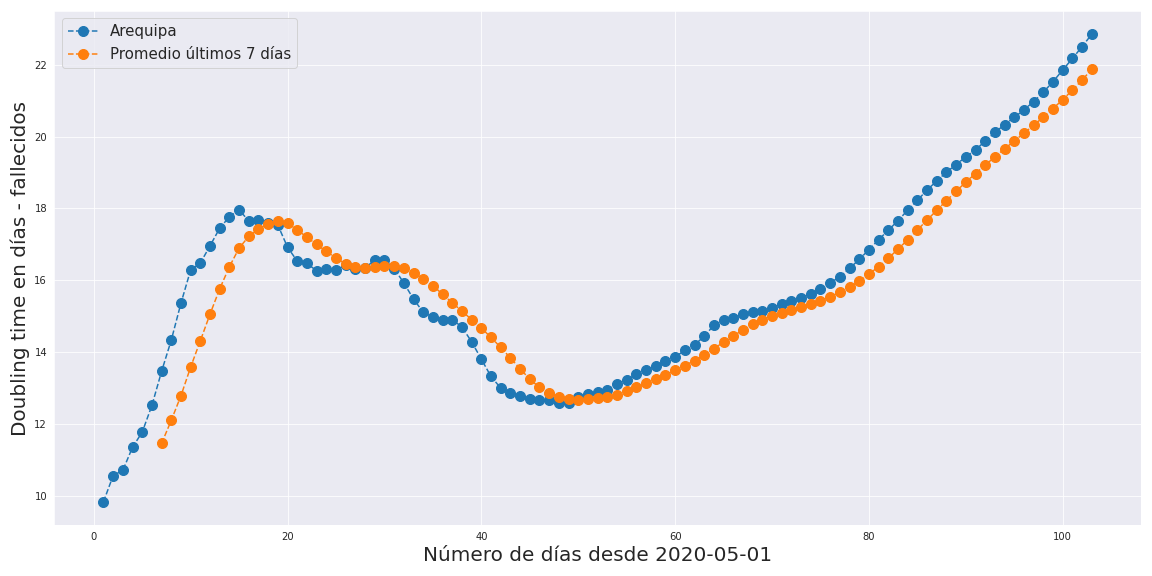 Arequipa
Promedio últimos 7 días
Doubling time en días - fallecidos
22
20
18
16
14
12
10
0 20 40 60 80 100
Número de días desde 2020-05-01